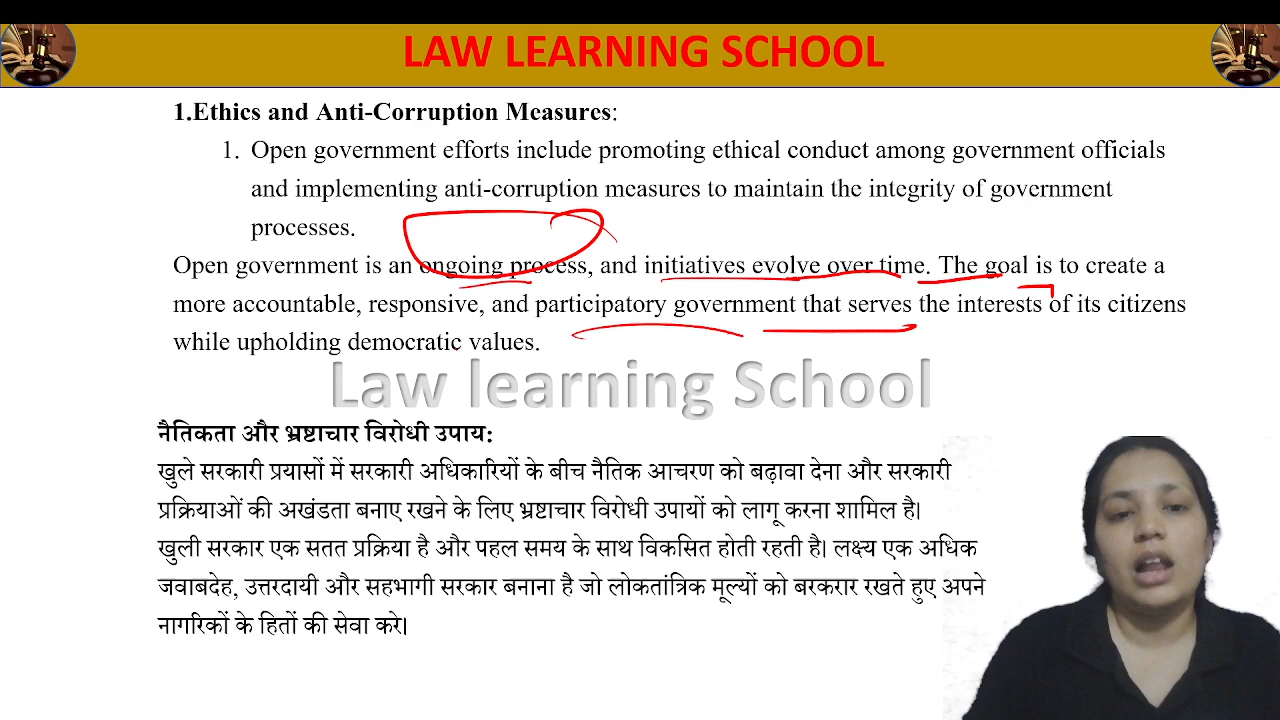 LAW LEARNING SCHOOL
1.Ethics and Anti-Corruption Measures:
1. Open government efforts include promoting ethical conduct among government officials
and implementing anti-corruption measures to maintain the integrity of government
processes.
Open government is an ongoing process, and initiatives evolve over time. The goal is to create a
more accountable, responsive, and participatory government that serves the interests of its citizens
while upholding democratic values.
Law learning School
नैतिकता और भ्रष्टाचार विरोधी उपाय:
खुले सरकारी प्रयासों में सरकारी अधिकारियों के बीच नैतिक आचरण को बढ़ावा देना और सरकारी
प्रक्रियाओं की अखंडता बनाए रखने के लिए भ्रष्टाचार विरोधी उपायों को लागू करना शामिल है।
खुली सरकार एक सतत प्रक्रिया है और पहल समय के साथ विकसित होती रहती है। लक्ष्य एक अधिक
जवाबदेह, उत्तरदायी और सहभागी सरकार बनाना है जो लोकतांत्रिक मूल्यों को बरकरार रखते हुए अपने
नागरिकों के हितों की सेवा करे।